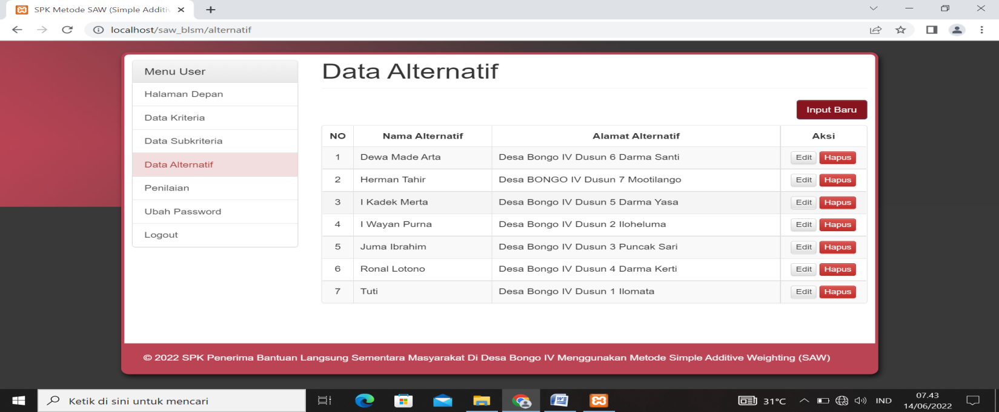 SPK Metode SAW (Simple Additiv
localhost/saw_blsm/alternatif
Menu User
Halaman Depan
Data Kriteria
Data Subkriteria
Data Alternatif
Penilaian
Ubah Password
Logout
Data Alternatif
Input Baru
NO Nama Alternatif Alamat Alternatif Aksi
1 Dewa Made Arta Desa Bongo IV Dusun 6 Darma Santi Edit Hapus
2 Herman Tahir Desa BONGO IV Dusun 7 Mootilango Edit Hapus
3 I Kadek Merta Desa Bongo IV Dusun 5 Darma Yasa Edit Hapus
4 I Wayan Purna Desa Bongo IV Dusun 2 Iloheluma Edit Hapus
5 Juma Ibrahim Desa Bongo IV Dusun 3 Puncak Sari Edit Hapus
6 Ronal Lotono Desa Bongo IV Dusun 4 Darma Kerti Edit Hapus
7 Tuti Desa Bongo IV Dusun 1 Ilomata Edit Hapus
© 2022 SPK Penerima Bantuan Langsung Sementara Masyarakat Di Desa Bongo IV Menggunakan Metode Simple Additive Weighting (SAW)
Ketik di sini untuk mencari
31°C
IND
07.43
14/06/2022